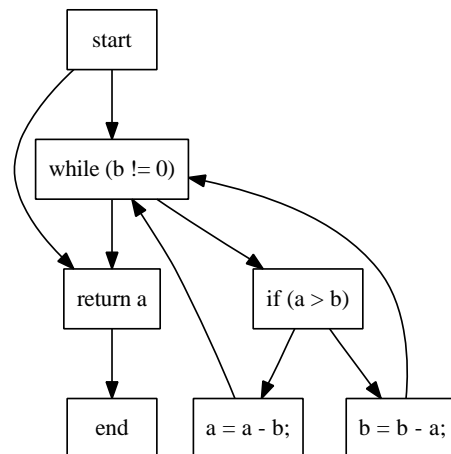 start
while (b != 0)
return a
if (a > b)
end
a = a - b;
b = b - a;